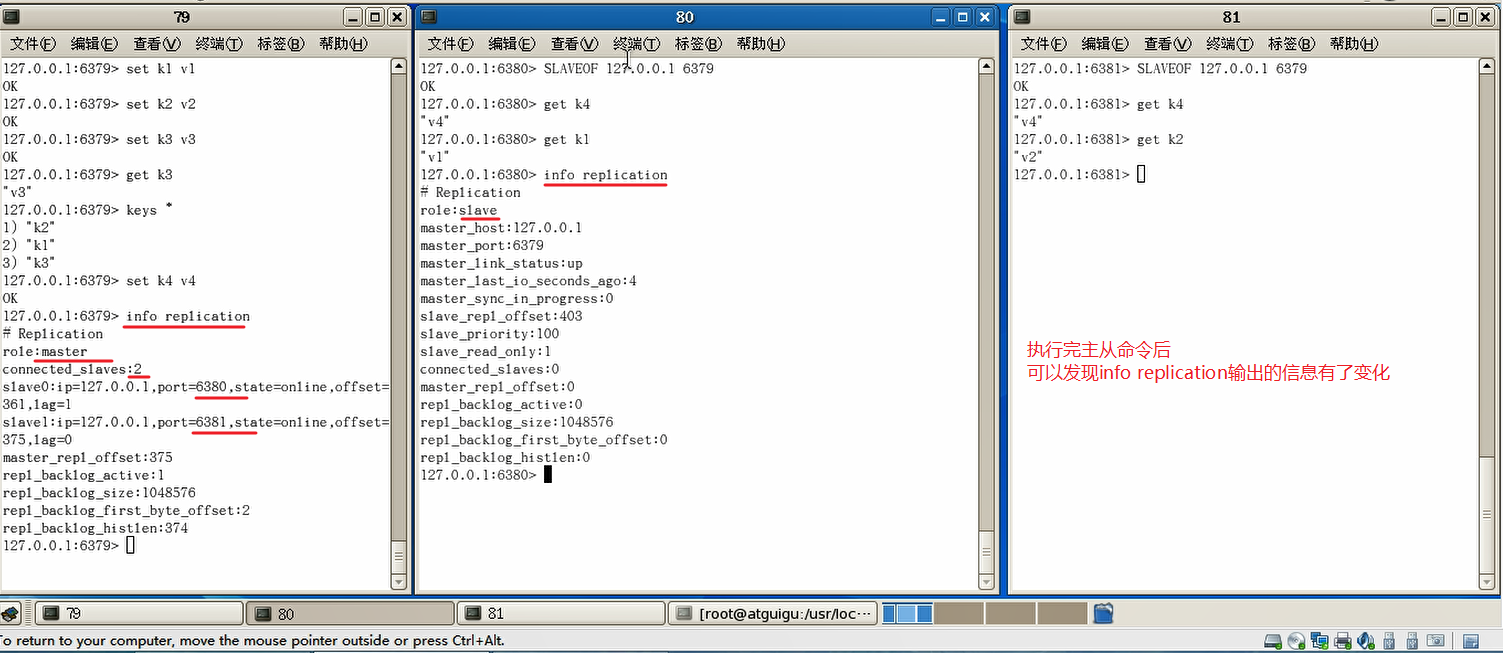 79
文件(F) 编辑(E) 查看(V) 终端(T) 标签(B) 帮助(H)
127.0.0.1:6379> set k1 v1
OK
127.0.0.1:6379> set k2 v2
OK
127.0.0.1:6379> set k3 v3
OK
127.0.0.1:6379> get k3
"v3"
127.0.0.1:6379> keys *
1) "k2"
2) "k1"
3) "k3"
127.0.0.1:6379> set k4 v4
OK
127.0.0.1:6379> info replication
# Replication
role:master
connected_slaves:2
slave0:ip=127.0.0.1,port=6380,state=online,offset=
361,lag=1
slave1:ip=127.0.0.1,port=6381,state=online,offset=
375,lag=0
master_repl_offset:375
repl_backlog_active:1
repl_backlog_size:1048576
repl_backlog_first_byte_offset:2
repl_backlog_histlen:374
127.0.0.1:6379>
80
文件(F) 编辑(E) 查看(V) 终端(T) 标签(B) 帮助(H)
127.0.0.1:6380> SLAVEOF 127.0.0.1 6379
OK
127.0.0.1:6380> get k4
"v4"
127.0.0.1:6380> get k1
"v1"
127.0.0.1:6380> info replication
# Replication
role:slave
master_host:127.0.0.1
master_port:6379
master_link_status:up
master_last_io_seconds_ago:4
master_sync_in_progress:0
slave_repl_offset:403
slave_priority:100
slave_read_only:1
connected_slaves:0
master_repl_offset:0
repl_backlog_active:0
repl_backlog_size:1048576
repl_backlog_first_byte_offset:0
repl_backlog_histlen:0
127.0.0.1:6380>
81
文件(F) 编辑(E) 查看(V) 终端(T) 标签(B) 帮助(H)
127.0.0.1:6381> SLAVEOF 127.0.0.1 6379
OK
127.0.0.1:6381> get k4
"v4"
127.0.0.1:6381> get k2
"v2"
127.0.0.1:6381>
执行完主从命令后
可以发现info replication输出的信息有了变化
79 80 81 [root@atguigu:/usr/loc···
To return to your computer, move the mouse pointer outside or press Ctrl+Alt.